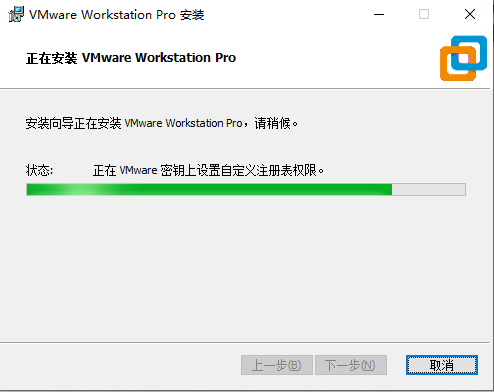 VMware Workstation Pro 安装
正在安装 VMware Workstation Pro
安装向导正在安装 VMware Workstation Pro，请稍候。
状态: 正在 VMware 密钥上设置自定义注册表权限。
上一步(B) 下一步(N) 取消